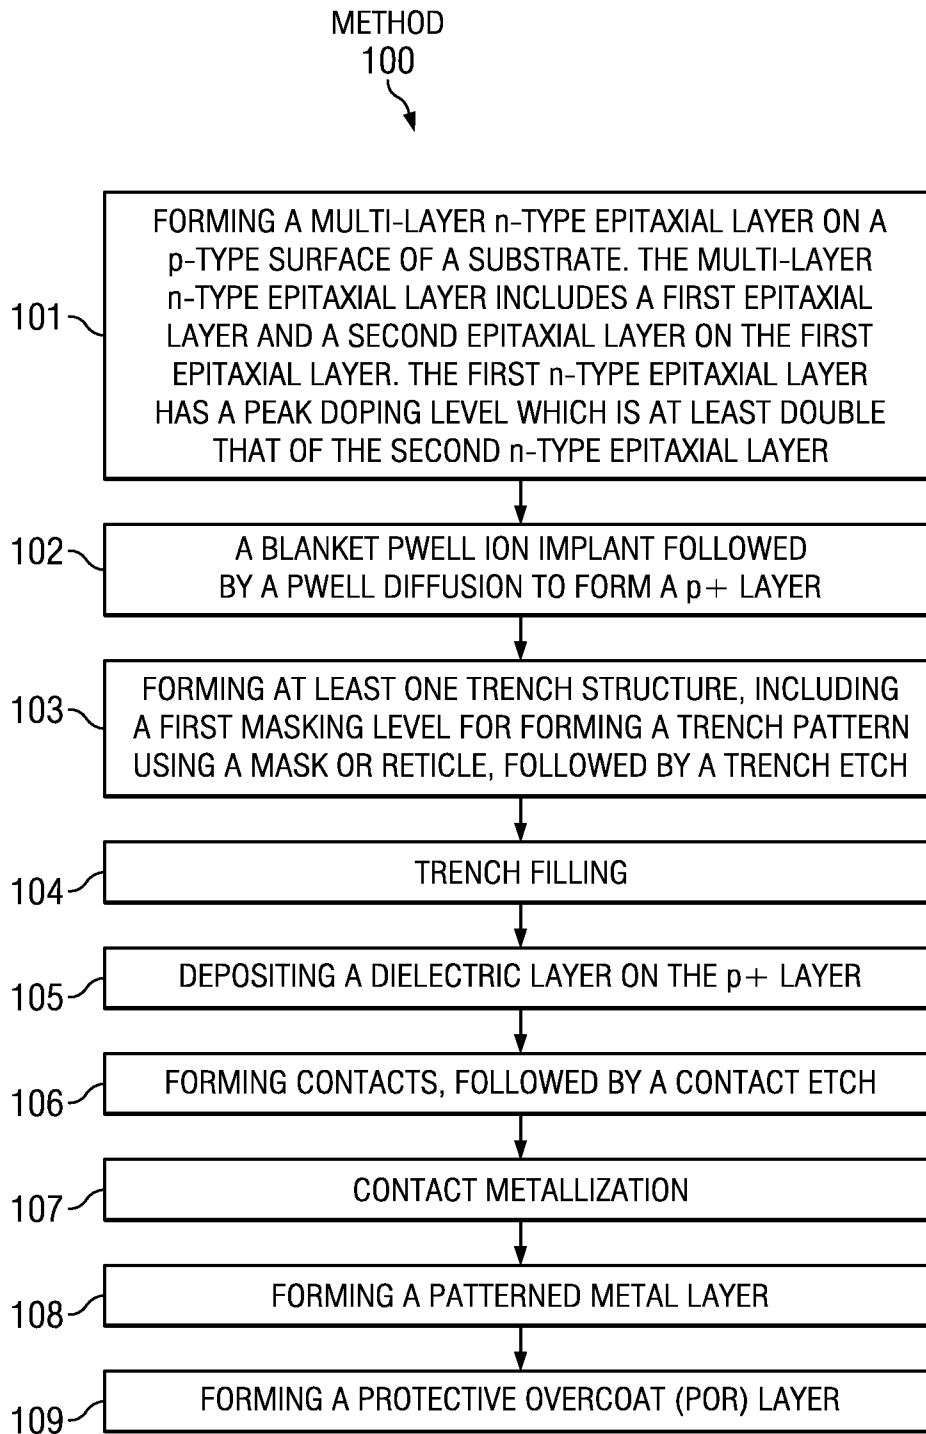 METHOD
100
101
FORMING A MULTI-LAYER n-TYPE EPITAXIAL LAYER ON A
p-TYPE SURFACE OF A SUBSTRATE. THE MULTI-LAYER
n-TYPE EPITAXIAL LAYER INCLUDES A FIRST EPITAXIAL
LAYER AND A SECOND EPITAXIAL LAYER ON THE FIRST
EPITAXIAL LAYER. THE FIRST n-TYPE EPITAXIAL LAYER
HAS A PEAK DOPING LEVEL WHICH IS AT LEAST DOUBLE
THAT OF THE SECOND n-TYPE EPITAXIAL LAYER
102
A BLANKET PWELL ION IMPLANT FOLLOWED
BY A PWELL DIFFUSION TO FORM A p+ LAYER
103
FORMING AT LEAST ONE TRENCH STRUCTURE, INCLUDING
A FIRST MASKING LEVEL FOR FORMING A TRENCH PATTERN
USING A MASK OR RETICLE, FOLLOWED BY A TRENCH ETCH
104
TRENCH FILLING
105
DEPOSITING A DIELECTRIC LAYER ON THE p+ LAYER
106
FORMING CONTACTS, FOLLOWED BY A CONTACT ETCH
107
CONTACT METALLIZATION
108
FORMING A PATTERNED METAL LAYER
109
FORMING A PROTECTIVE OVERCOAT (POR) LAYER